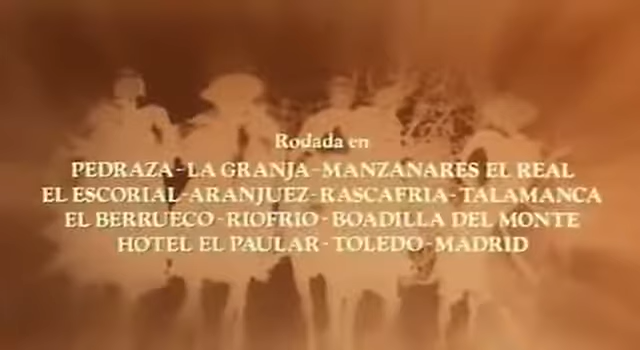 Rodada en
PEDRAZA-LA GRANJA-MANZANARES EL REAL
EL ESCORIAL-ARANJUEZ-RASCAFRIA-TALAMANCA
EL BERRUECO-RIOFRIO-BOADILLA DEL MONTE
HOTEL EL PAULAR-TOLEDO-MADRID